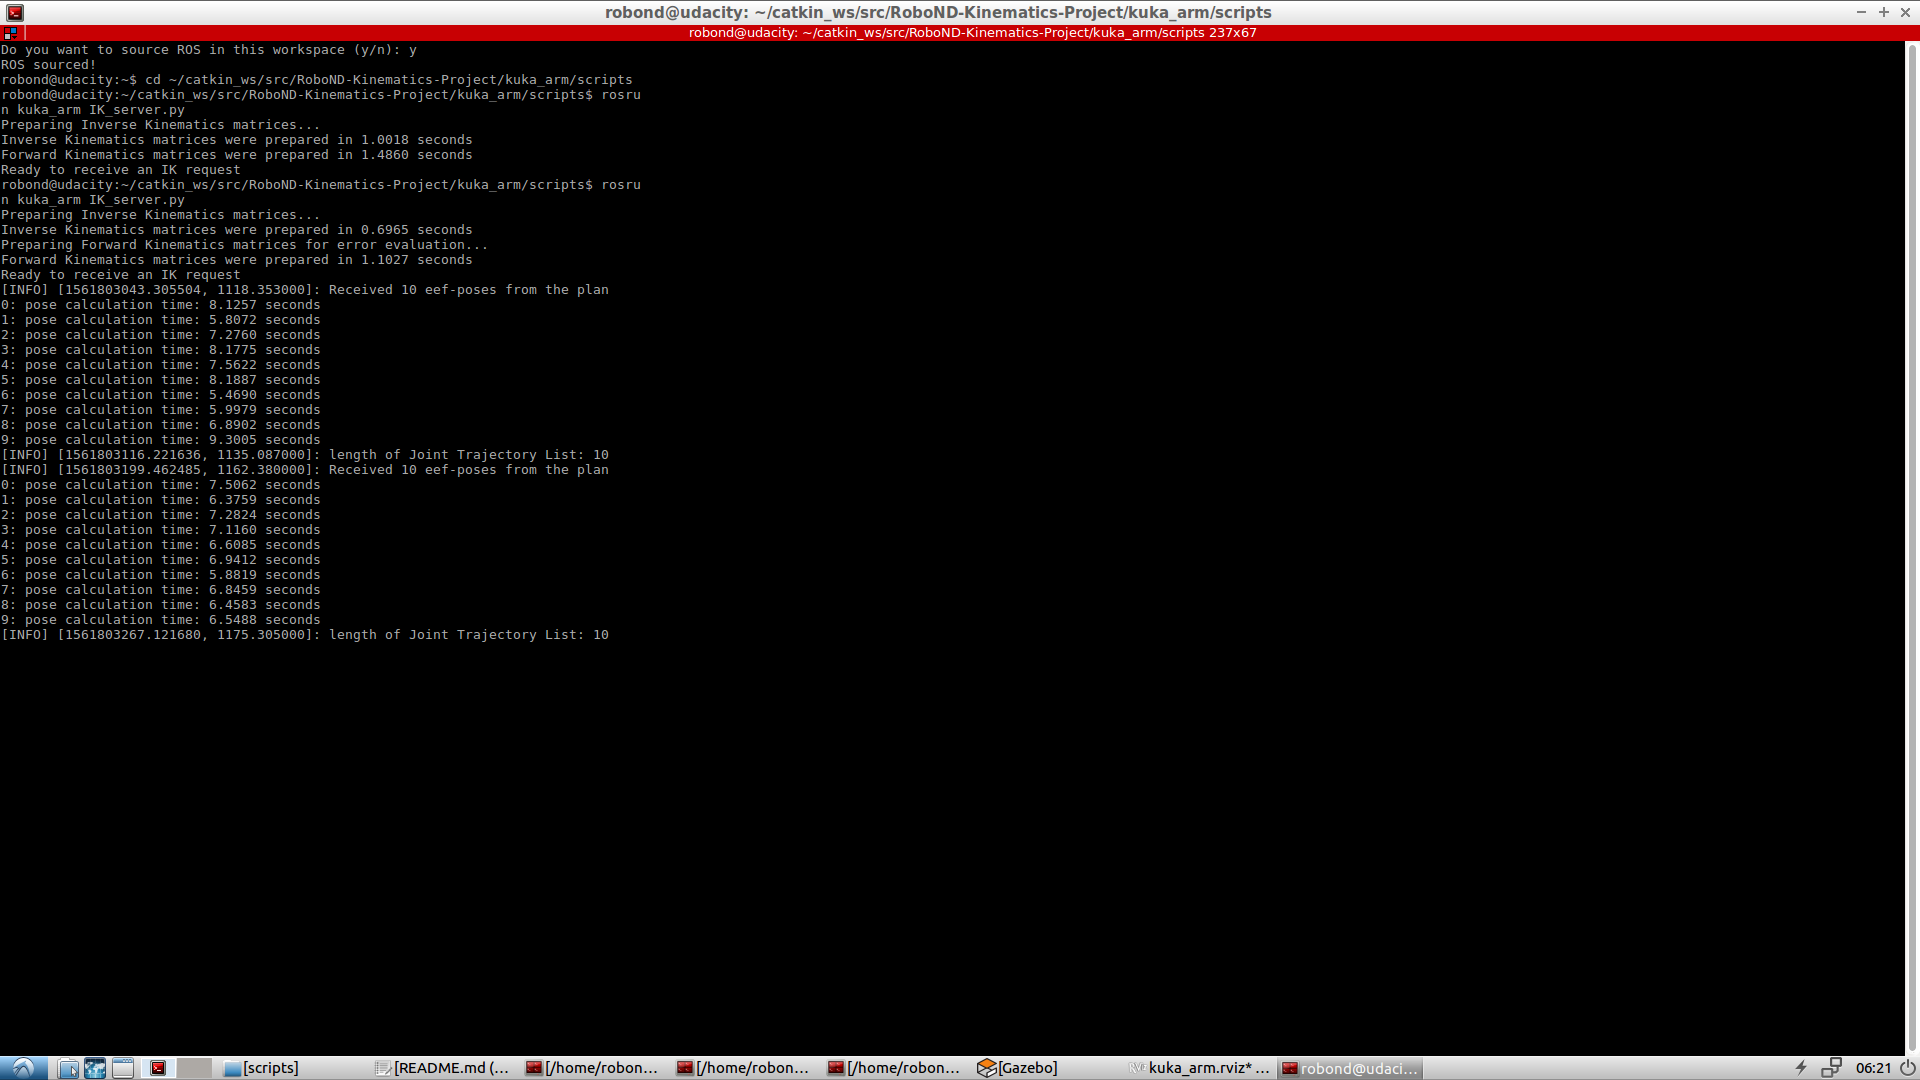 robond@udacity: ~/catkin_ws/src/RoboND-Kinematics-Project/kuka_arm/scripts
robond@udacity: ~/catkin_ws/src/RoboND-Kinematics-Project/kuka_arm/scripts 237x67
Do you want to source ROS in this workspace (y/n): y
ROS sourced!
robond@udacity:~$ cd ~/catkin_ws/src/RoboND-Kinematics-Project/kuka_arm/scripts
robond@udacity:~/catkin_ws/src/RoboND-Kinematics-Project/kuka_arm/scripts$ rosru
n kuka_arm IK_server.py
Preparing Inverse Kinematics matrices...
Inverse Kinematics matrices were prepared in 1.0018 seconds
Forward Kinematics matrices were prepared in 1.4860 seconds
Ready to receive an IK request
robond@udacity:~/catkin_ws/src/RoboND-Kinematics-Project/kuka_arm/scripts$ rosru
n kuka_arm IK_server.py
Preparing Inverse Kinematics matrices...
Inverse Kinematics matrices were prepared in 0.6965 seconds
Preparing Forward Kinematics matrices for error evaluation...
Forward Kinematics matrices were prepared in 1.1027 seconds
Ready to receive an IK request
[INFO] [1561803043.305504, 1118.353000]: Received 10 eef-poses from the plan
0: pose calculation time: 8.1257 seconds
1: pose calculation time: 5.8072 seconds
2: pose calculation time: 7.2760 seconds
3: pose calculation time: 8.1775 seconds
4: pose calculation time: 7.5622 seconds
5: pose calculation time: 8.1887 seconds
6: pose calculation time: 5.4690 seconds
7: pose calculation time: 5.9979 seconds
8: pose calculation time: 6.8902 seconds
9: pose calculation time: 9.3005 seconds
[INFO] [1561803116.221636, 1135.087000]: length of Joint Trajectory List: 10
[INFO] [1561803199.462485, 1162.380000]: Received 10 eef-poses from the plan
0: pose calculation time: 7.5062 seconds
1: pose calculation time: 6.3759 seconds
2: pose calculation time: 7.2824 seconds
3: pose calculation time: 7.1160 seconds
4: pose calculation time: 6.6085 seconds
5: pose calculation time: 6.9412 seconds
6: pose calculation time: 5.8819 seconds
7: pose calculation time: 6.8459 seconds
8: pose calculation time: 6.4583 seconds
9: pose calculation time: 6.5488 seconds
[INFO] [1561803267.121680, 1175.305000]: length of Joint Trajectory List: 10
[scripts] [README.md (... [/home/robon... [/home/robon... [/home/robon... [Gazebo] kuka_arm.rviz* ... robond@udaci... 06:21